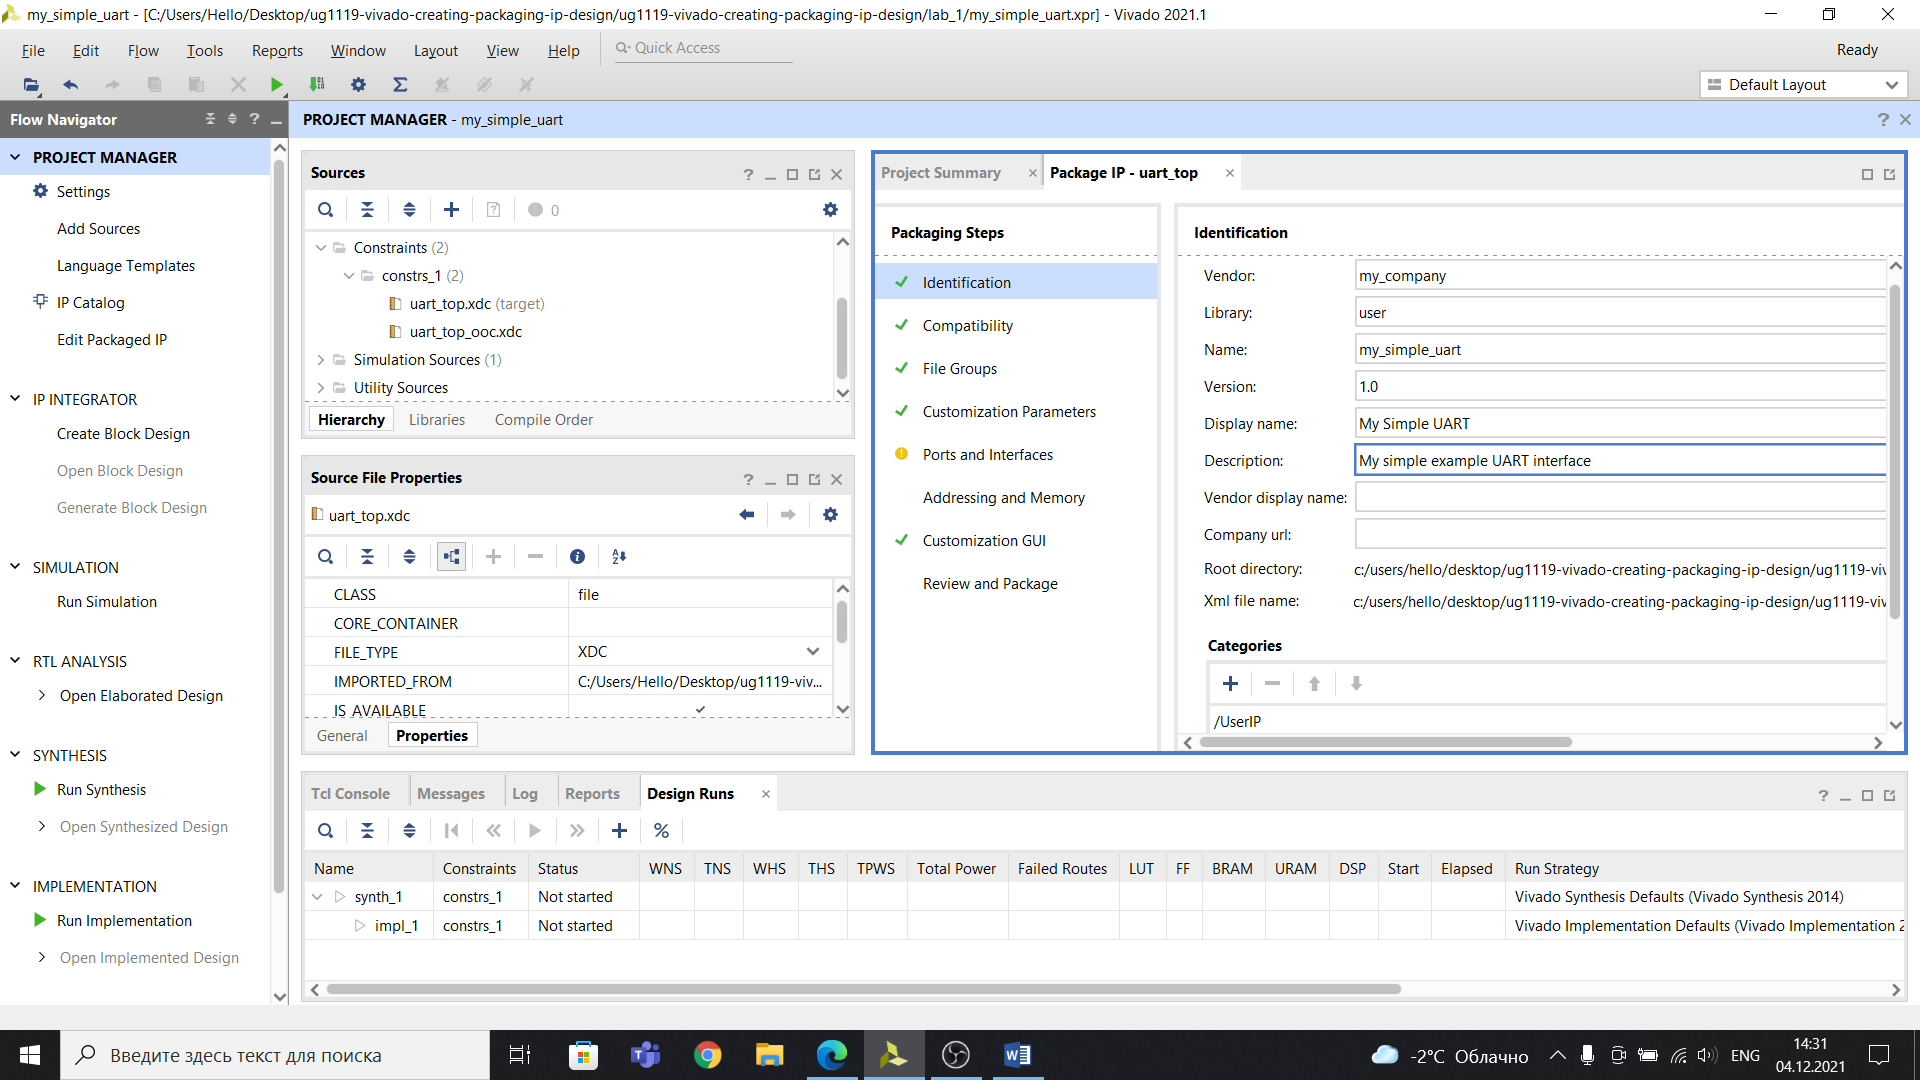 my_simple_uart - [C:/Users/Hello/Desktop/ug1119-vivado-creating-packaging-ip-design/ug1119-vivado-creating-packaging-ip-design/lab_1/my_simple_uart.xpr] - Vivado 2021.1
File Edit Flow Tools Reports Window Layout View Help Quick Access Ready
Default Layout
Flow Navigator
PROJECT MANAGER
Settings
Add Sources
Language Templates
IP Catalog
Edit Packaged IP
IP INTEGRATOR
Create Block Design
Open Block Design
Generate Block Design
SIMULATION
Run Simulation
RTL ANALYSIS
Open Elaborated Design
SYNTHESIS
Run Synthesis
Open Synthesized Design
IMPLEMENTATION
Run Implementation
Open Implemented Design
PROJECT MANAGER - my_simple_uart
Sources
0
Constraints (2)
constrs_1 (2)
uart_top.xdc (target)
uart_top_ooc.xdc
Simulation Sources (1)
Utility Sources
Hierarchy Libraries Compile Order
Source File Properties
uart_top.xdc
CLASS file
CORE_CONTAINER
FILE_TYPE XDC
IMPORTED_FROM C:/Users/Hello/Desktop/ug1119-viv...
IS_AVAILABLE
General Properties
Project Summary Package IP - uart_top
Packaging Steps
Identification
Compatibility
File Groups
Customization Parameters
Ports and Interfaces
Addressing and Memory
Customization GUI
Review and Package
Identification
Vendor: my_company
Library: user
Name: my_simple_uart
Version: 1.0
Display name: My Simple UART
Description: My simple example UART interface
Vendor display name:
Company url:
Root directory: c:/users/hello/desktop/ug1119-vivado-creating-packaging-ip-design/ug1119-viv
Xml file name: c:/users/hello/desktop/ug1119-vivado-creating-packaging-ip-design/ug1119-viv
Categories
/UserIP
Tcl Console Messages Log Reports Design Runs
Name Constraints Status WNS TNS WHS THS TPWS Total Power Failed Routes LUT FF BRAM URAM DSP Start Elapsed Run Strategy
synth_1 constrs_1 Not started Vivado Synthesis Defaults (Vivado Synthesis 2014)
impl_1 constrs_1 Not started Vivado Implementation Defaults (Vivado Implementation 2
Введите здесь текст для поиска
-2°C Облачно
ENG
14:31
04.12.2021